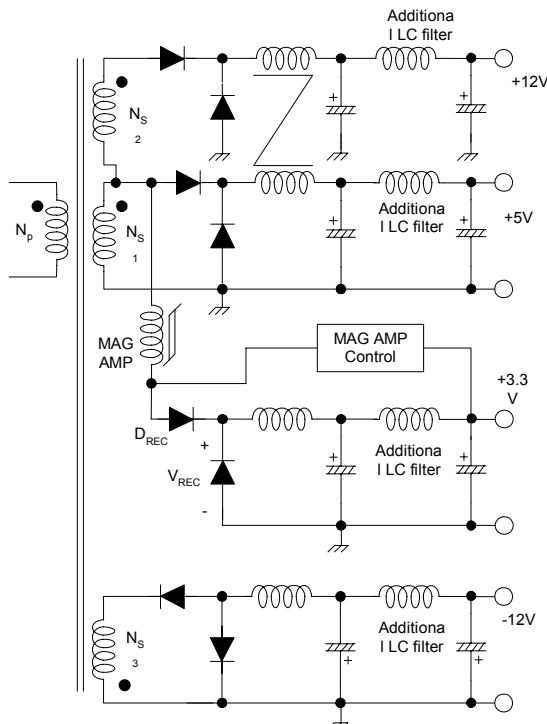 Additiona
l LC filter
+
+
+12V
N S
2
Additiona
l LC filter
+
+
+5V
N p
N S
1
MAG
AMP
MAG AMP
Control
+3.3
V
D REC
+
V REC
-
+
+
Additiona
l LC filter
-12V
N S
3
Additiona
l LC filter
+
+